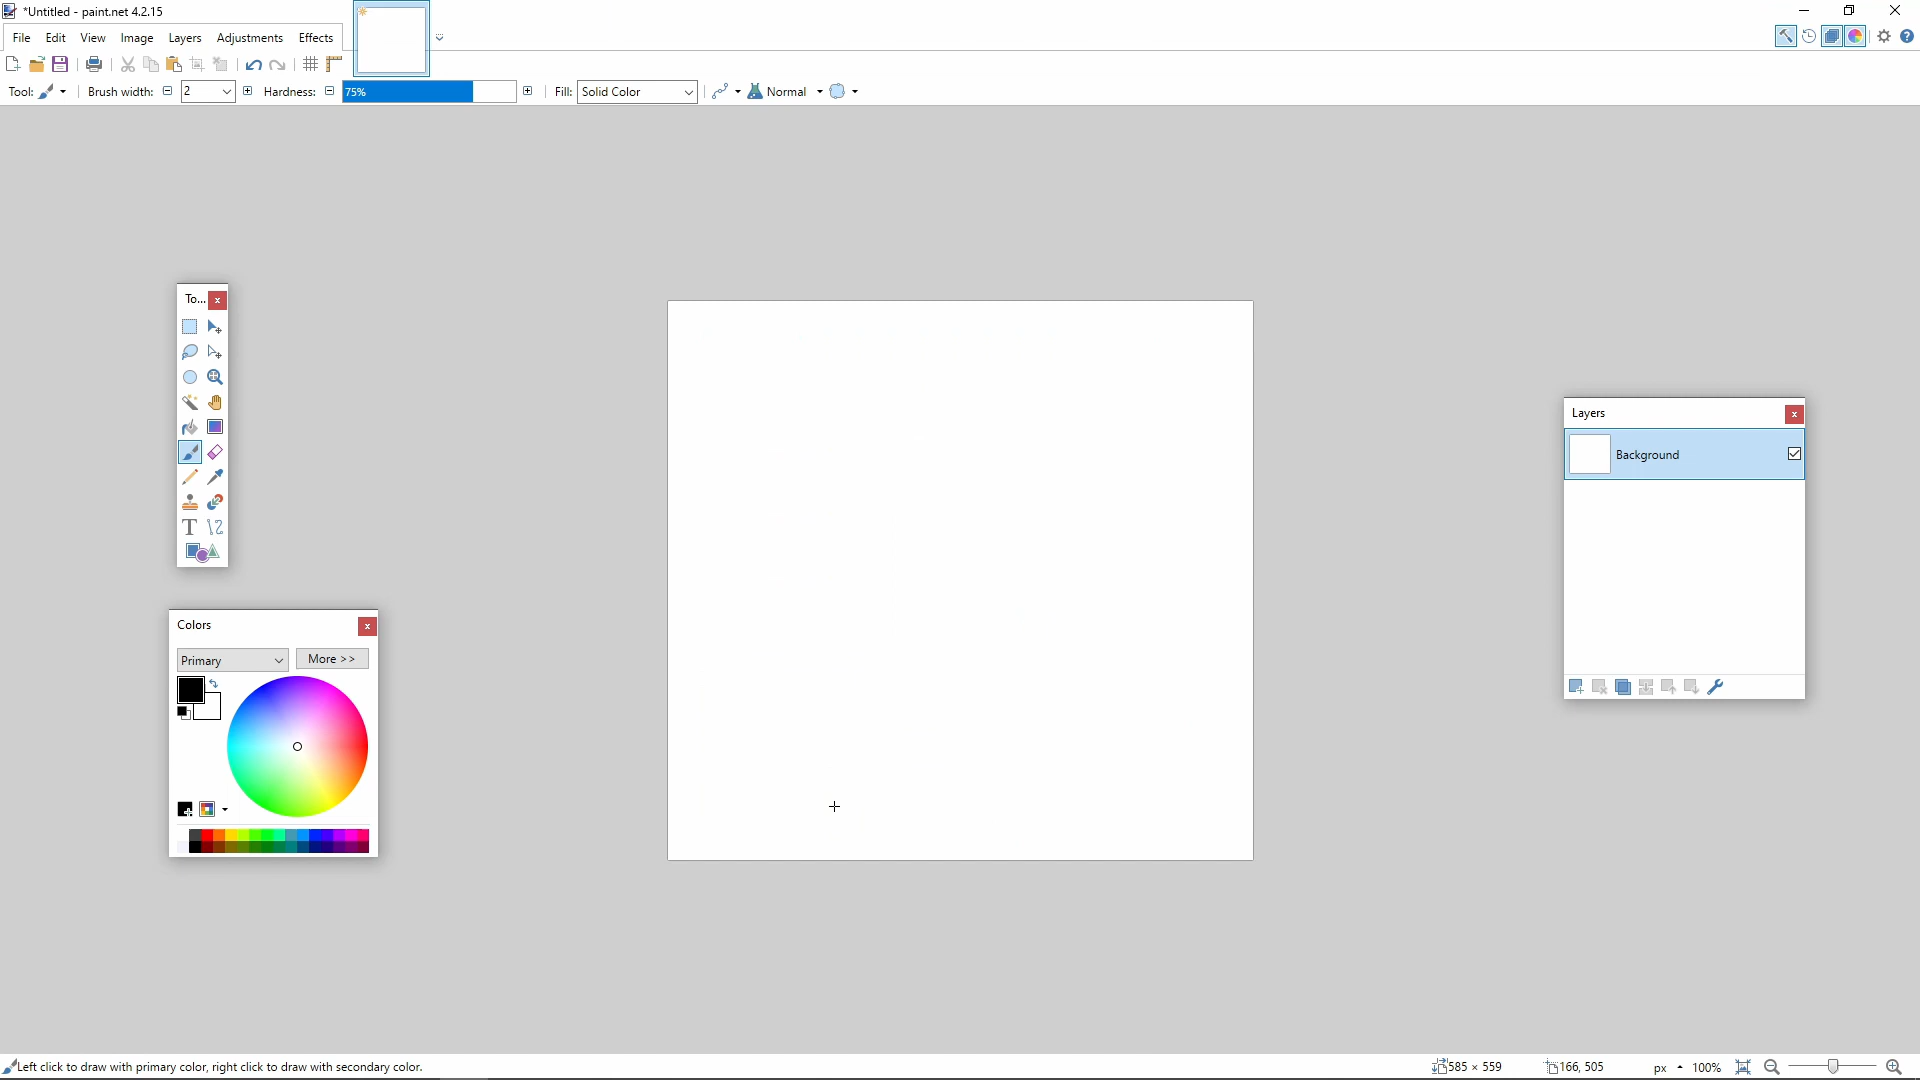 *Untitled - paint.net 4.2.15
File Edit View Image Layers Adjustments Effects
Tool: Brush width: 2 Hardness: 75% Fill: Solid Color Normal
To...
Layers
Background
Colors
Primary More >>
Left click to draw with primary color, right click to draw with secondary color.
585 × 559 166, 505 px 100%